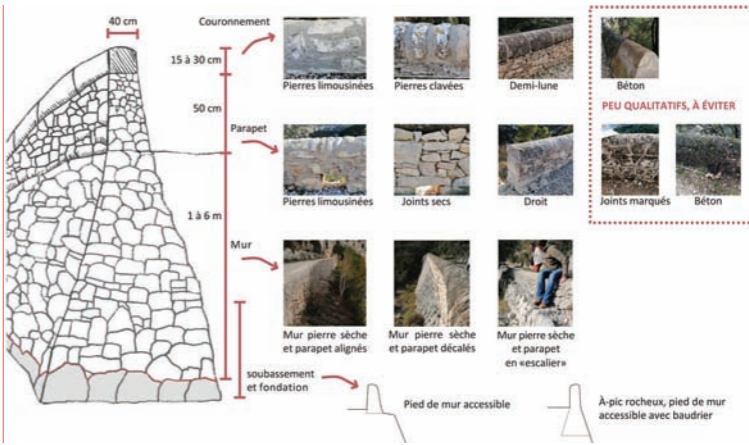 40 cm
Couronnement
15 à 30 cm
Pierres limousinées
Pierres clavées
Demi-lune
Béton
50 cm
PEU QUALITATIFS, À ÉVITER
Parapet
Pierres limousinées
Joints secs
Droit
Joints marqués
Béton
1 à 6 m
Mur
Mur pierre sèche
et parapet alignés
Mur pierre sèche
et parapet décalés
Mur pierre sèche
et parapet
en «escalier»
soubassement
et fondation
Pied de mur accessible
À-pic rocheux, pied de mur
accessible avec baudrier